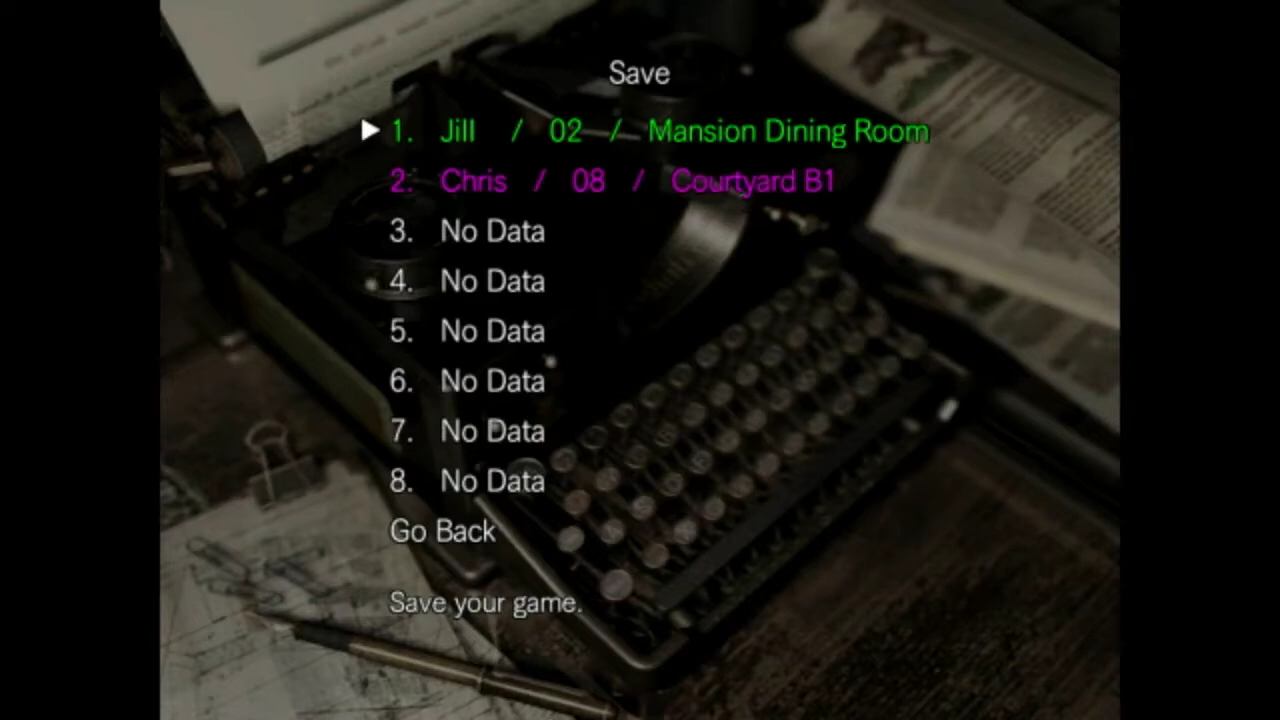 Save
1. Jill / 02 / Mansion Dining Room
2. Chris / 08 / Courtyard B1
3. No Data
4. No Data
5. No Data
6. No Data
7. No Data
8. No Data
Go Back
Save your game.